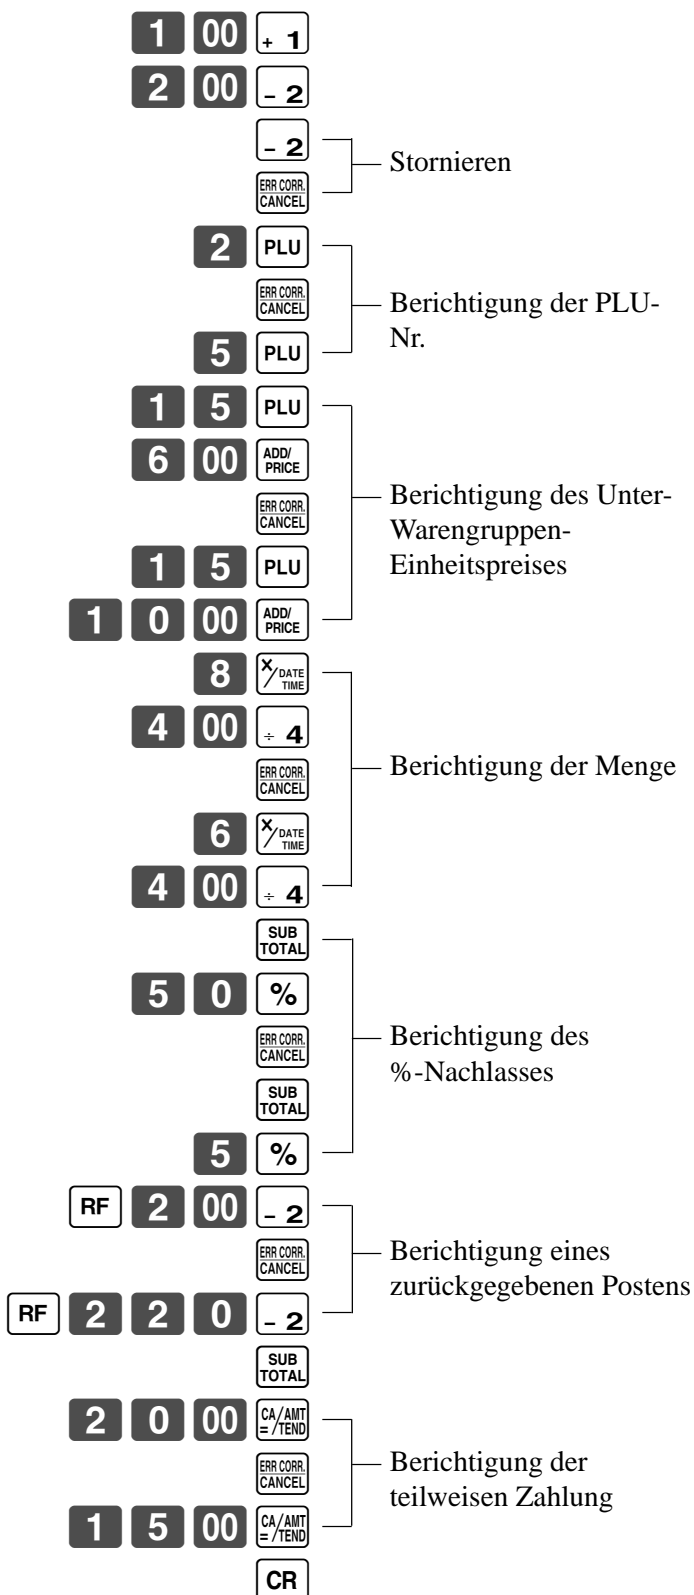 1 00 + 1
2 00 - 2
- 2
ERR CORR. CANCEL
Stornieren
2 PLU
ERR CORR. CANCEL
5 PLU
Berichtigung der PLU-
Nr.
1 5 PLU
6 00 ADD/ PRICE
ERR CORR. CANCEL
1 5 PLU
1 0 00 ADD/ PRICE
Berichtigung des Unter-
Warengruppen-
Einheitspreises
8 ×/DATE TIME
4 00 ÷ 4
ERR CORR. CANCEL
6 ×/DATE TIME
4 00 ÷ 4
Berichtigung der Menge
SUB TOTAL
5 0 %
ERR CORR. CANCEL
SUB TOTAL
5 %
Berichtigung des
%-Nachlasses
RF 2 00 - 2
ERR CORR. CANCEL
RF 2 2 0 - 2
Berichtigung eines
zurückgegebenen Postens
SUB TOTAL
2 0 00 CA/AMT = /TEND
ERR CORR. CANCEL
1 5 00 CA/AMT = /TEND
Berichtigung der
teilweisen Zahlung
CR